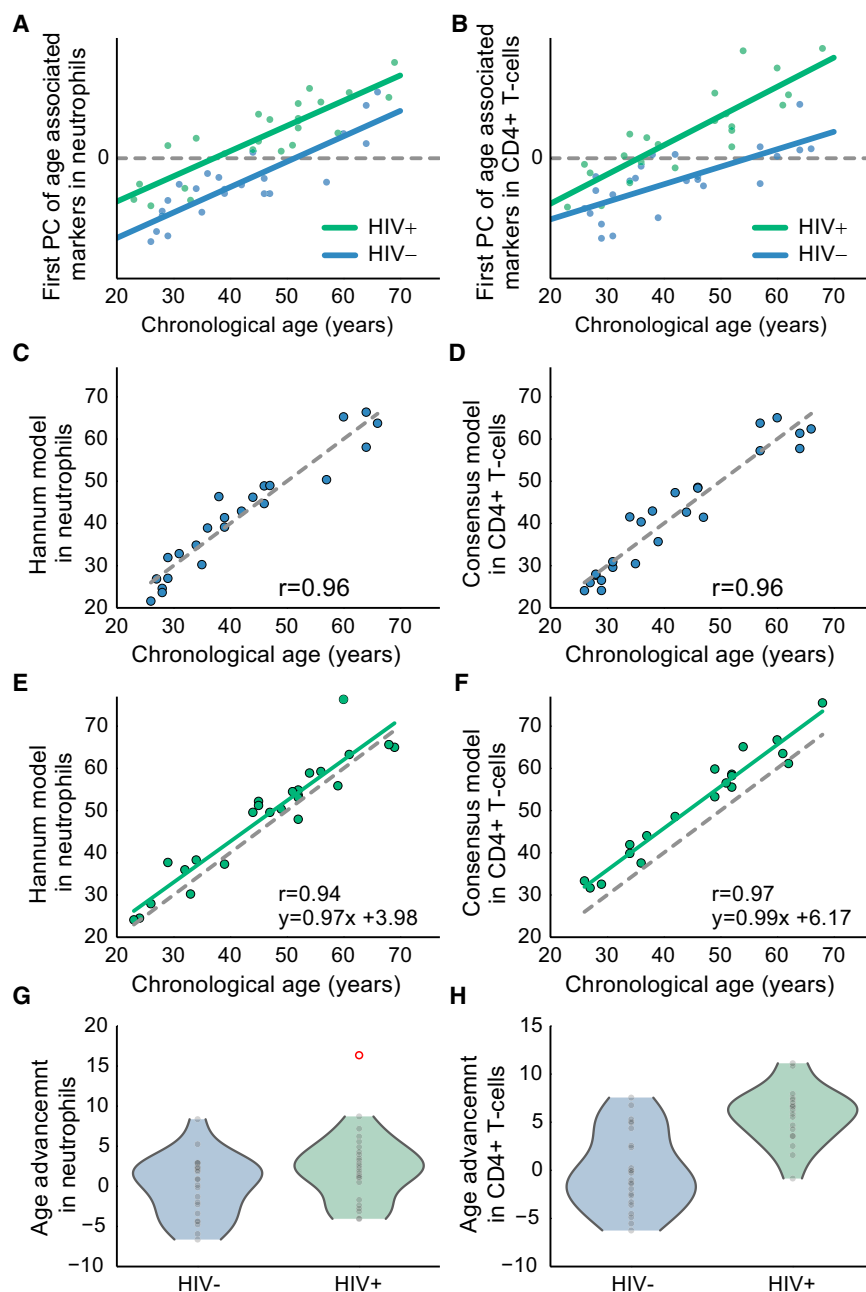 A
First PC of age associated
markers in neutrophils
0
HIV+
HIV−
20 30 40 50 60 70
Chronological age (years)
B
First PC of age associated
markers in CD4+ T-cells
0
HIV+
HIV−
20 30 40 50 60 70
Chronological age (years)
C
Hannum model
in neutrophils
70
60
50
40
30
20
r=0.96
20 30 40 50 60 70
Chronological age (years)
D
Consensus model
in CD4+ T-cells
70
60
50
40
30
20
r=0.96
20 30 40 50 60 70
Chronological age (years)
E
Hannum model
in neutrophils
70
60
50
40
30
20
r=0.94
y=0.97x +3.98
20 30 40 50 60 70
Chronological age (years)
F
Consensus model
in CD4+ T-cells
70
60
50
40
30
20
r=0.97
y=0.99x +6.17
20 30 40 50 60 70
Chronological age (years)
G
Age advancemnt
in neutrophils
20
15
10
5
0
−5
−10
HIV- HIV+
H
Age advancemnt
in CD4+ T-cells
15
10
5
0
−5
−10
HIV- HIV+